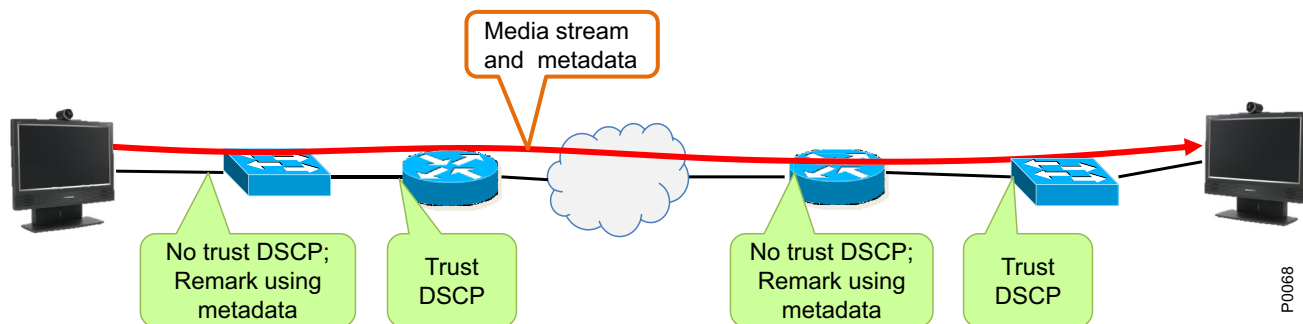 Media stream
and metadata
No trust DSCP;
Remark using
metadata
Trust
DSCP
No trust DSCP;
Remark using
metadata
Trust
DSCP
P0068